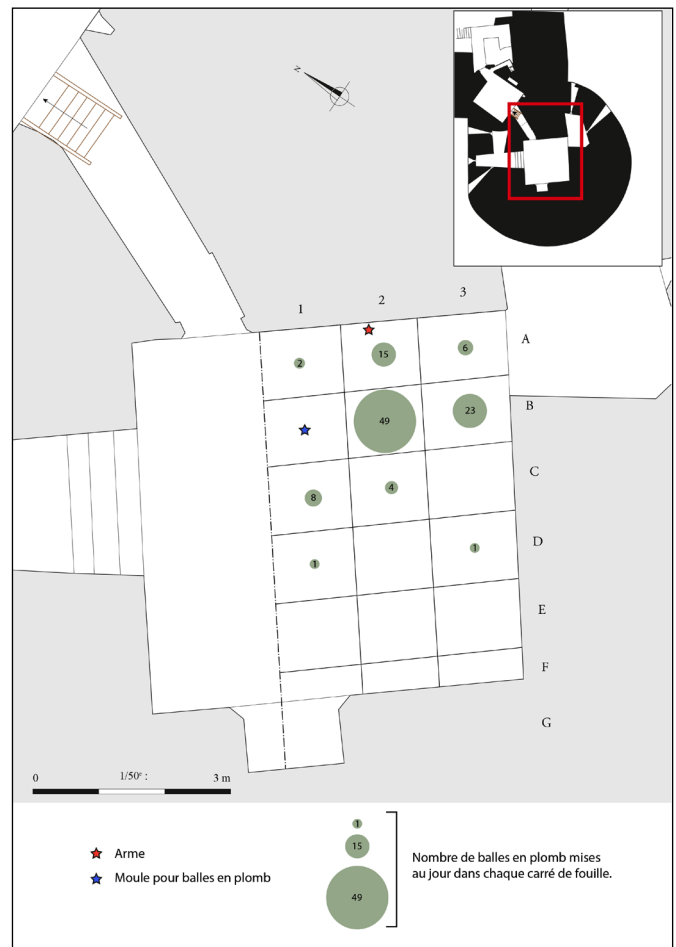 N
1
2
3
A
2
15
6
B
49
23
C
8
4
D
1
1
E
F
G
0
1/50e :
3 m
Arme
Moule pour balles en plomb
1
15
49
Nombre de balles en plomb mises
au jour dans chaque carré de fouille.